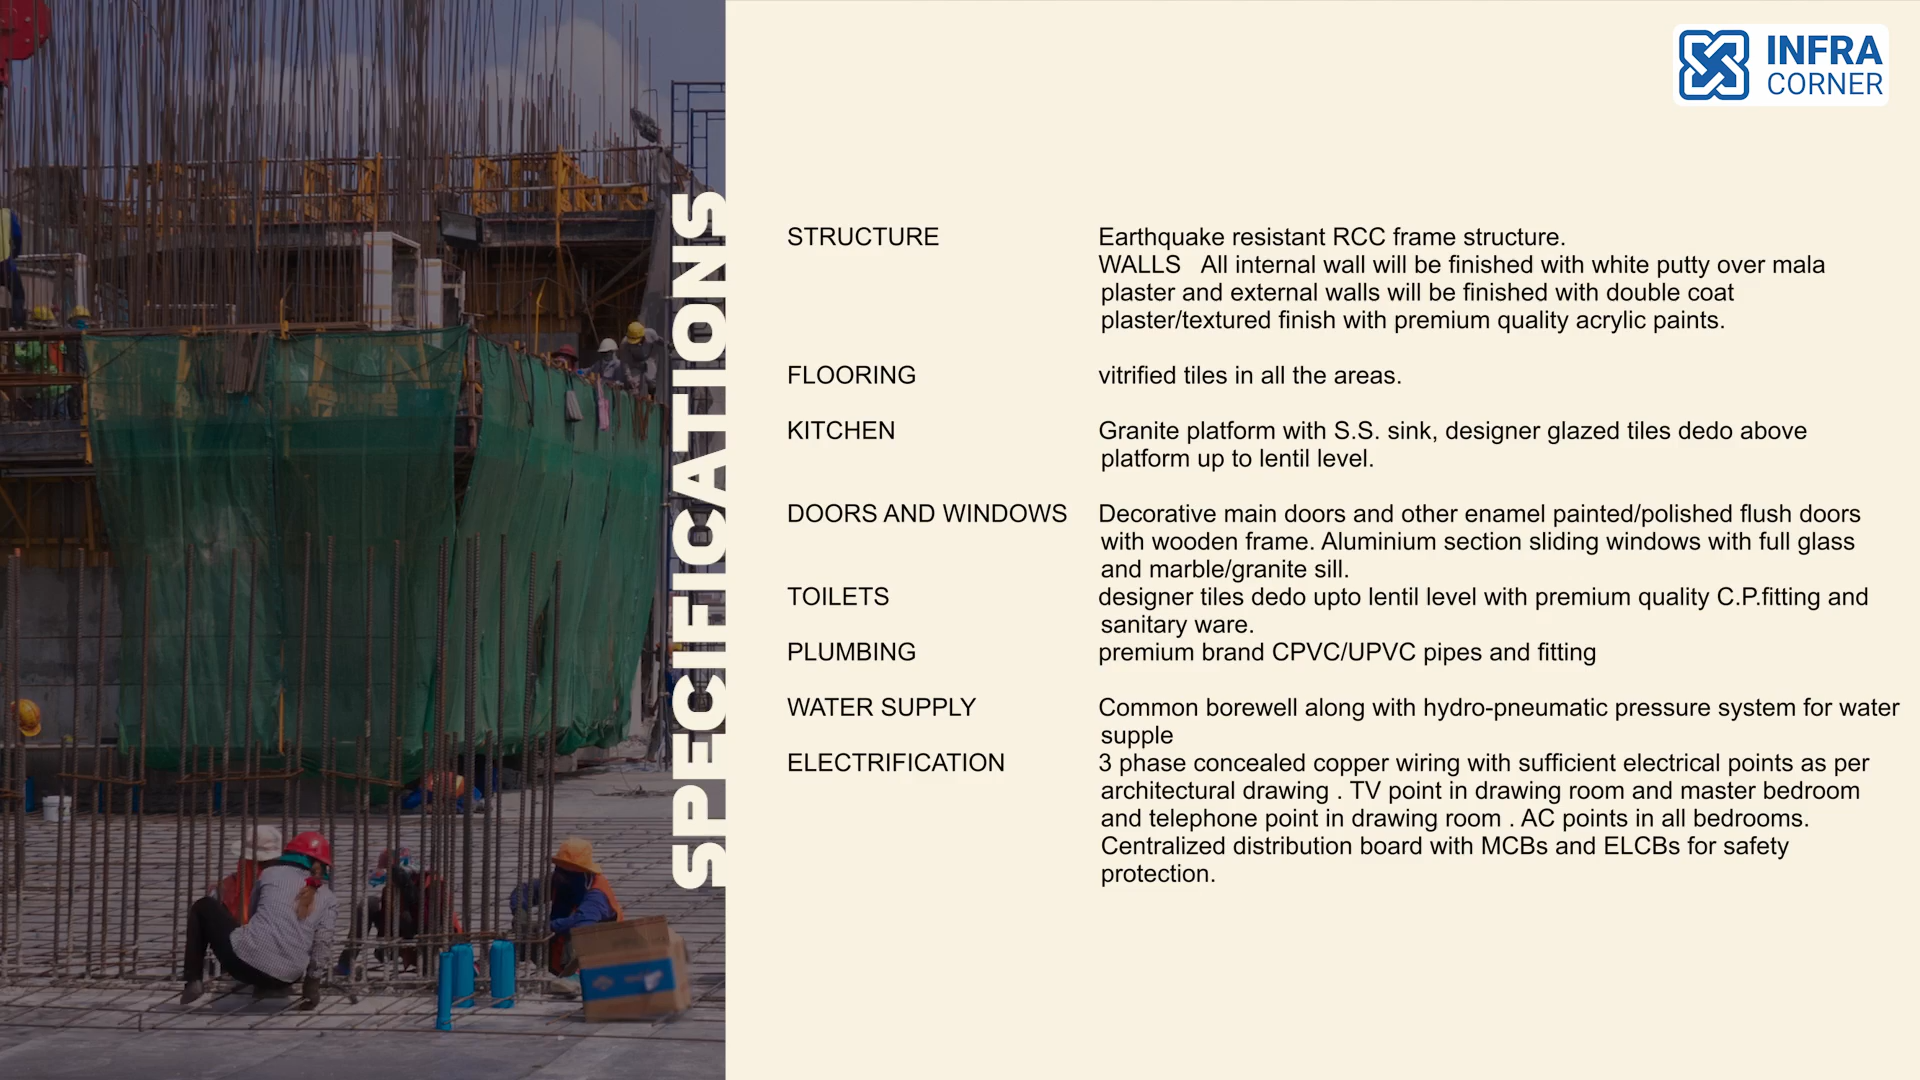 INFRA
CORNER
SPECIFICATIONS
STRUCTURE Earthquake resistant RCC frame structure.
WALLS All internal wall will be finished with white putty over mala
plaster and external walls will be finished with double coat
plaster/textured finish with premium quality acrylic paints.
FLOORING vitrified tiles in all the areas.
KITCHEN Granite platform with S.S. sink, designer glazed tiles dedo above
platform up to lentil level.
DOORS AND WINDOWS Decorative main doors and other enamel painted/polished flush doors
with wooden frame. Aluminium section sliding windows with full glass
and marble/granite sill.
TOILETS designer tiles dedo upto lentil level with premium quality C.P.fitting and
sanitary ware.
PLUMBING premium brand CPVC/UPVC pipes and fitting
WATER SUPPLY Common borewell along with hydro-pneumatic pressure system for water
supple
ELECTRIFICATION 3 phase concealed copper wiring with sufficient electrical points as per
architectural drawing . TV point in drawing room and master bedroom
and telephone point in drawing room . AC points in all bedrooms.
Centralized distribution board with MCBs and ELCBs for safety
protection.